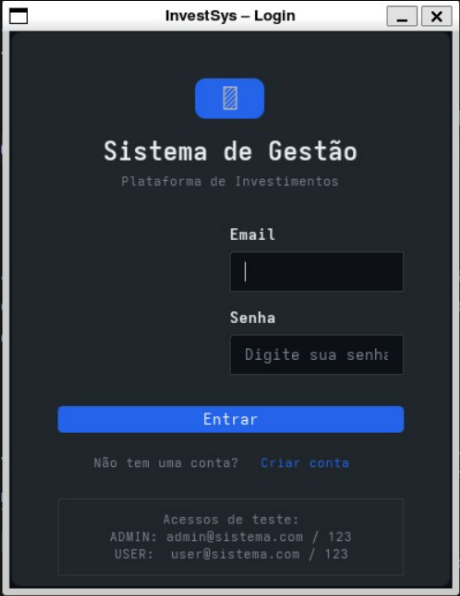 InvestSys – Login
Sistema de Gestão
Plataforma de Investimentos
Email
Senha
Digite sua senha
Entrar
Não tem uma conta? Criar conta
Acessos de teste:
ADMIN: admin@sistema.com / 123
USER: user@sistema.com / 123